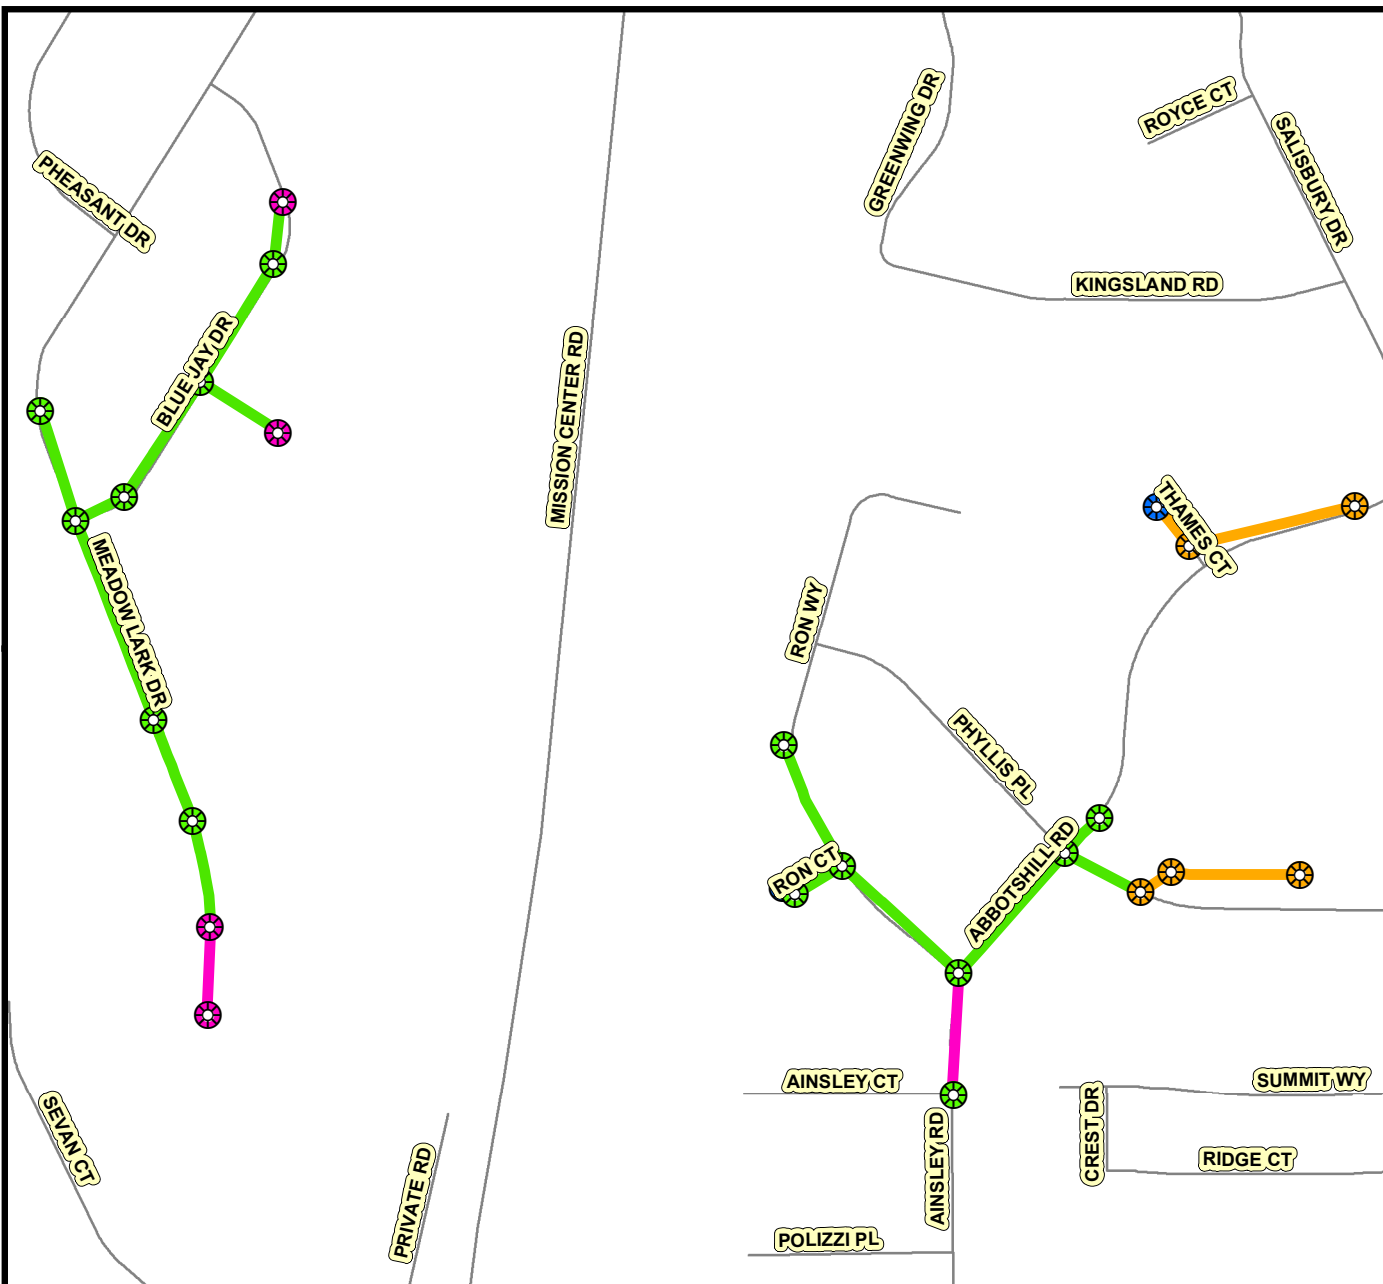 GREENWING DR
ROYCE CT
SALISBURY DR
PHEASANT DR
KINGSLAND RD
BLUE JAY DR
MISSION CENTER RD
THAMES CT
MEADOW LARK DR
RON WY
PHYLLIS PL
RON CT
ABBOTSHILL RD
AINSLEY CT
SUMMIT WY
CREST DR
SEVAN CT
AINSLEY RD
RIDGE CT
PRIVATE RD
POLIZZI PL